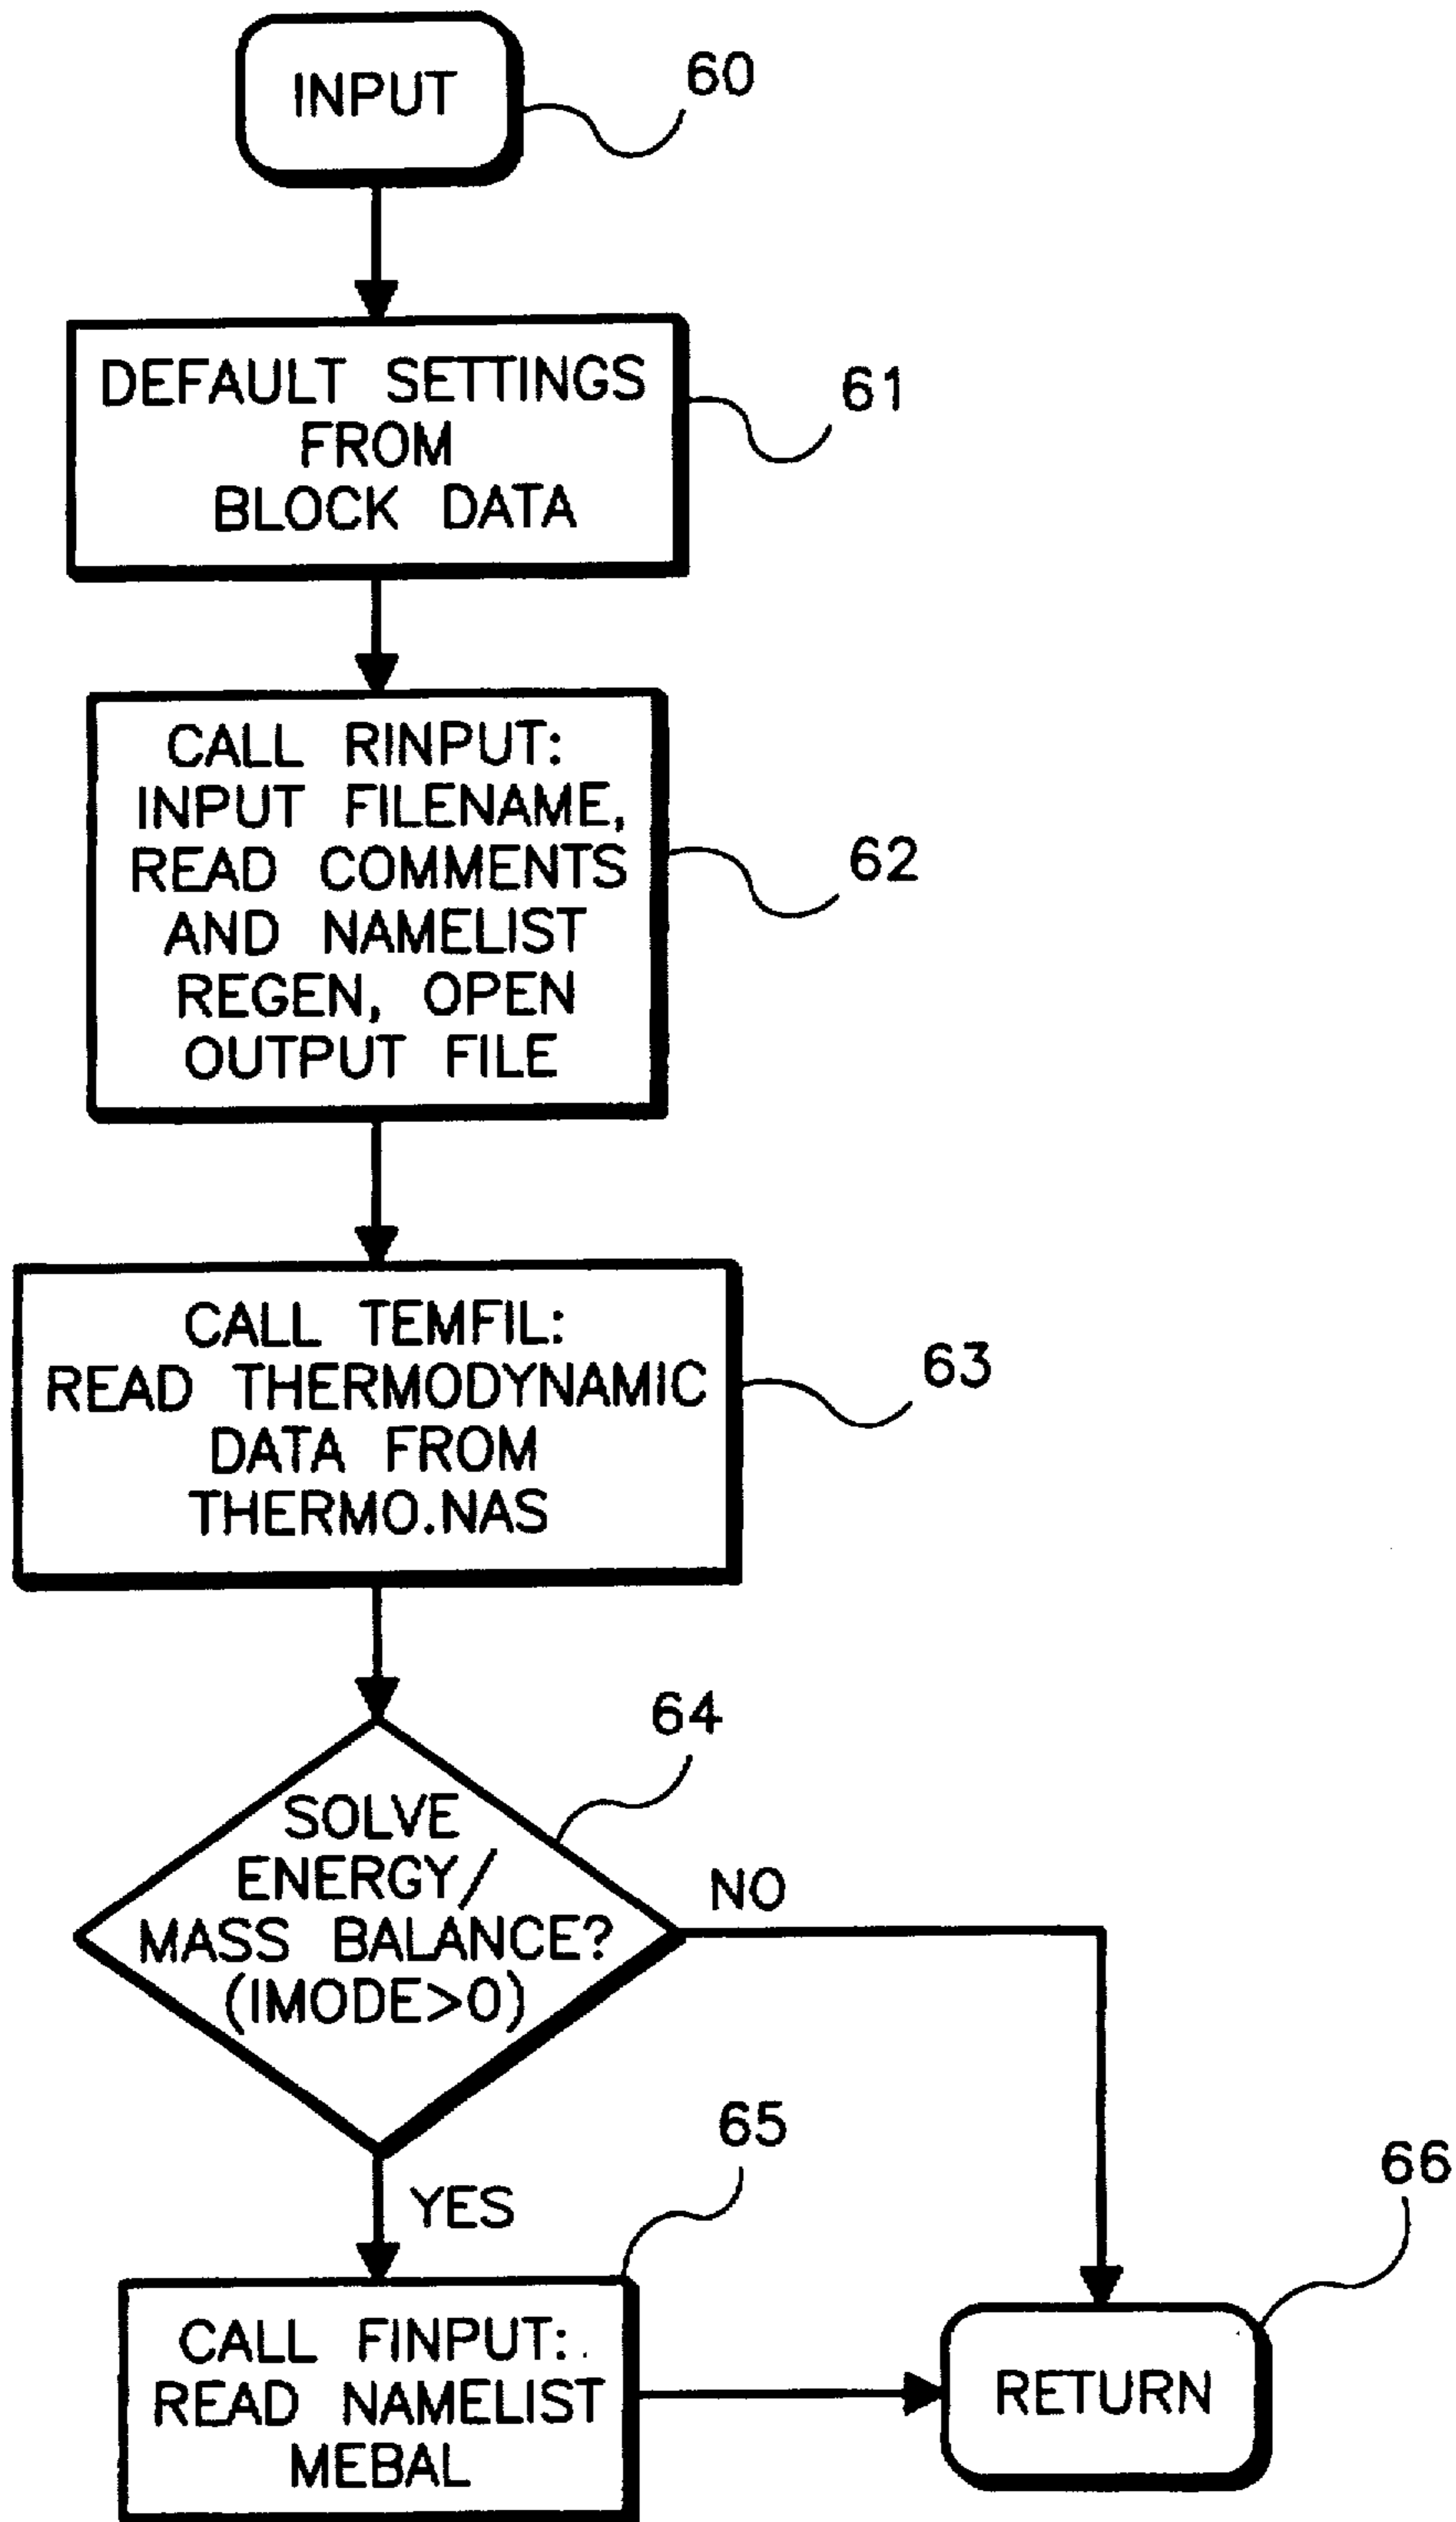 INPUT
60
DEFAULT SETTINGS
FROM
BLOCK DATA
61
CALL RINPUT:
INPUT FILENAME,
READ COMMENTS
AND NAMELIST
REGEN, OPEN
OUTPUT FILE
62
CALL TEMFIL:
READ THERMODYNAMIC
DATA FROM
THERMO.NAS
63
64
SOLVE
ENERGY/
MASS BALANCE?
(IMODE>0)
NO
YES
65
66
CALL FINPUT:
READ NAMELIST
MEBAL
RETURN